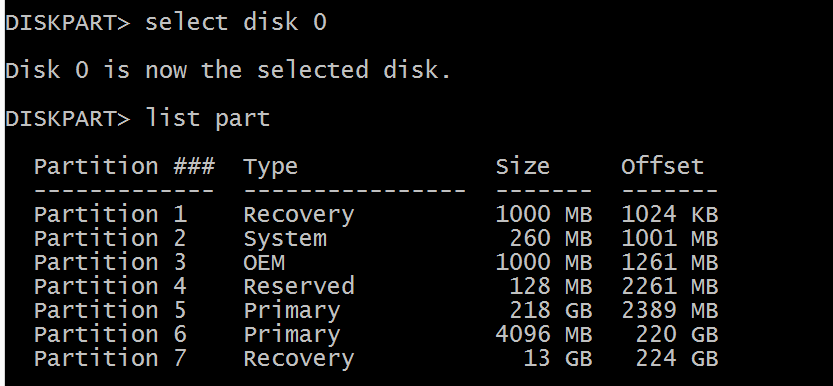 DISKPART> select disk 0
Disk 0 is now the selected disk.
DISKPART> list part
Partition ###  Type              Size     Offset
-------------  ----------------  -------  -------
Partition 1    Recovery          1000 MB  1024 KB
Partition 2    System             260 MB  1001 MB
Partition 3    OEM               1000 MB  1261 MB
Partition 4    Reserved           128 MB  2261 MB
Partition 5    Primary            218 GB  2389 MB
Partition 6    Primary           4096 MB   220 GB
Partition 7    Recovery            13 GB   224 GB